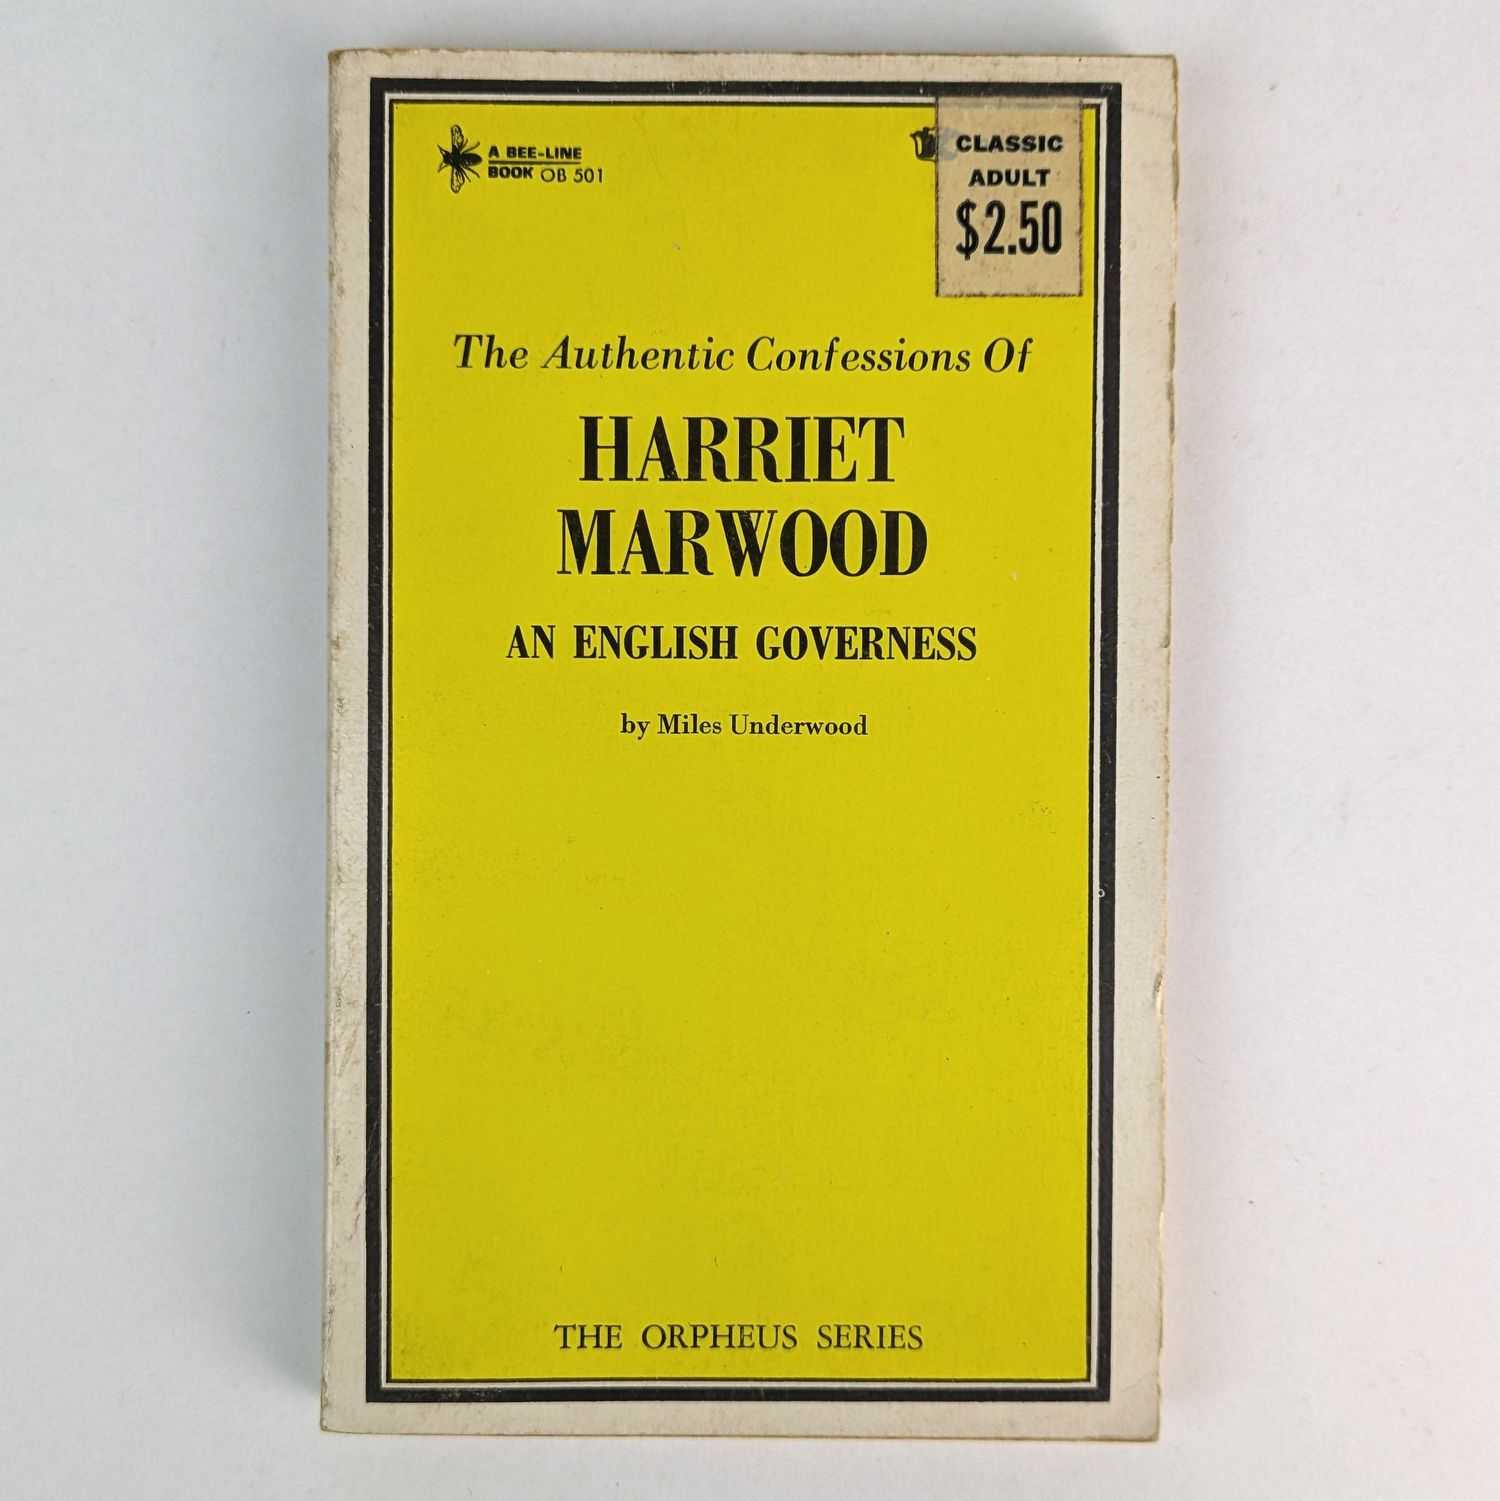 A BEE-LINE
BOOK OB 501
CLASSIC
ADULT
$2.50
The Authentic Confessions Of
HARRIET
MARWOOD
AN ENGLISH GOVERNESS
by Miles Underwood
THE ORPHEUS SERIES